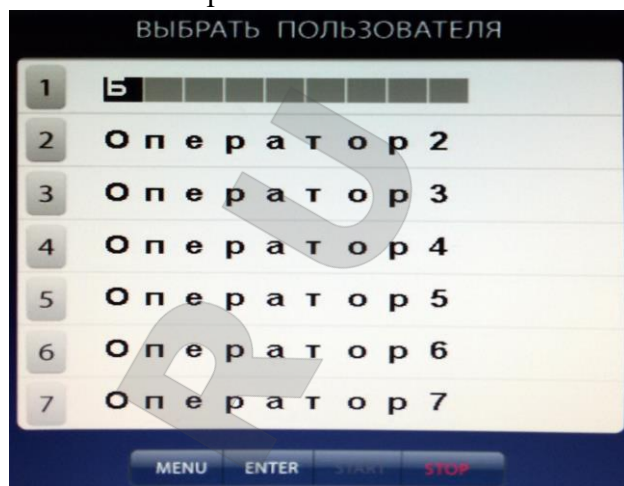 ВЫБРАТЬ ПОЛЬЗОВАТЕЛЯ
1 Б
2 Оператор2
3 Оператор3
4 Оператор4
5 Оператор5
6 Оператор6
7 Оператор7
MENU ENTER START STOP
RU